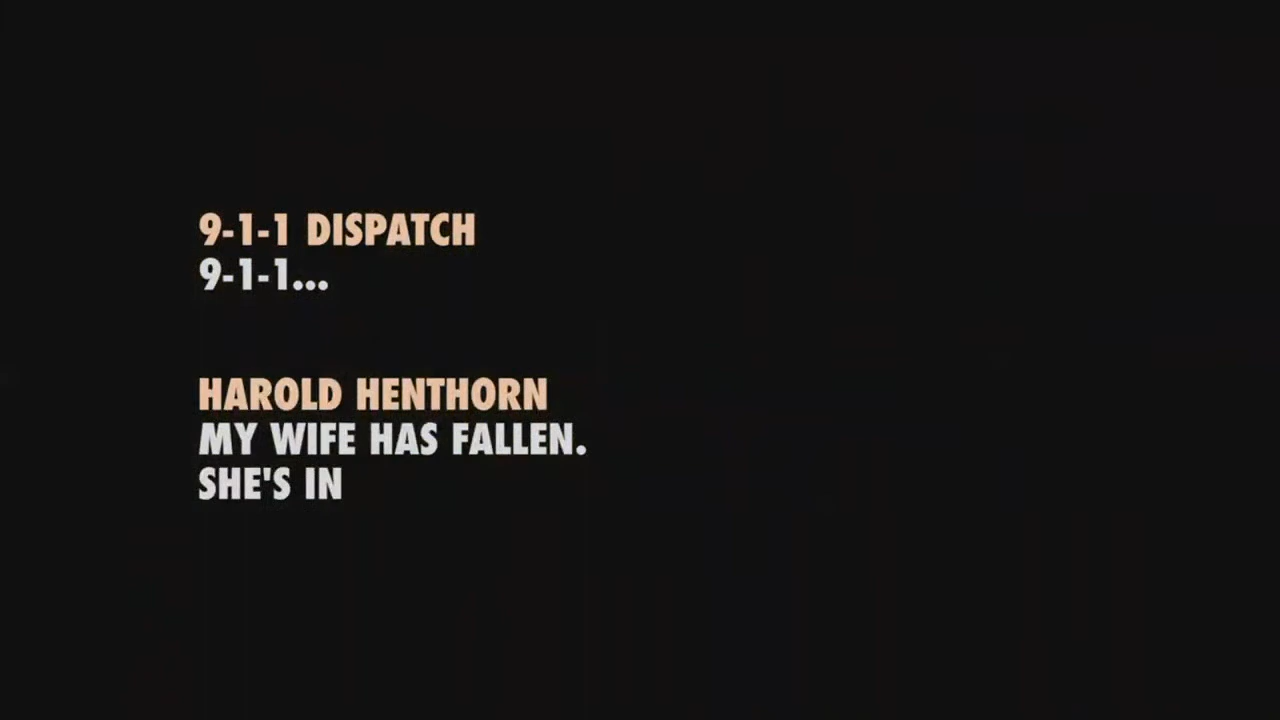 9-1-1 DISPATCH
9-1-1...
HAROLD HENTHORN
MY WIFE HAS FALLEN.
SHE'S IN